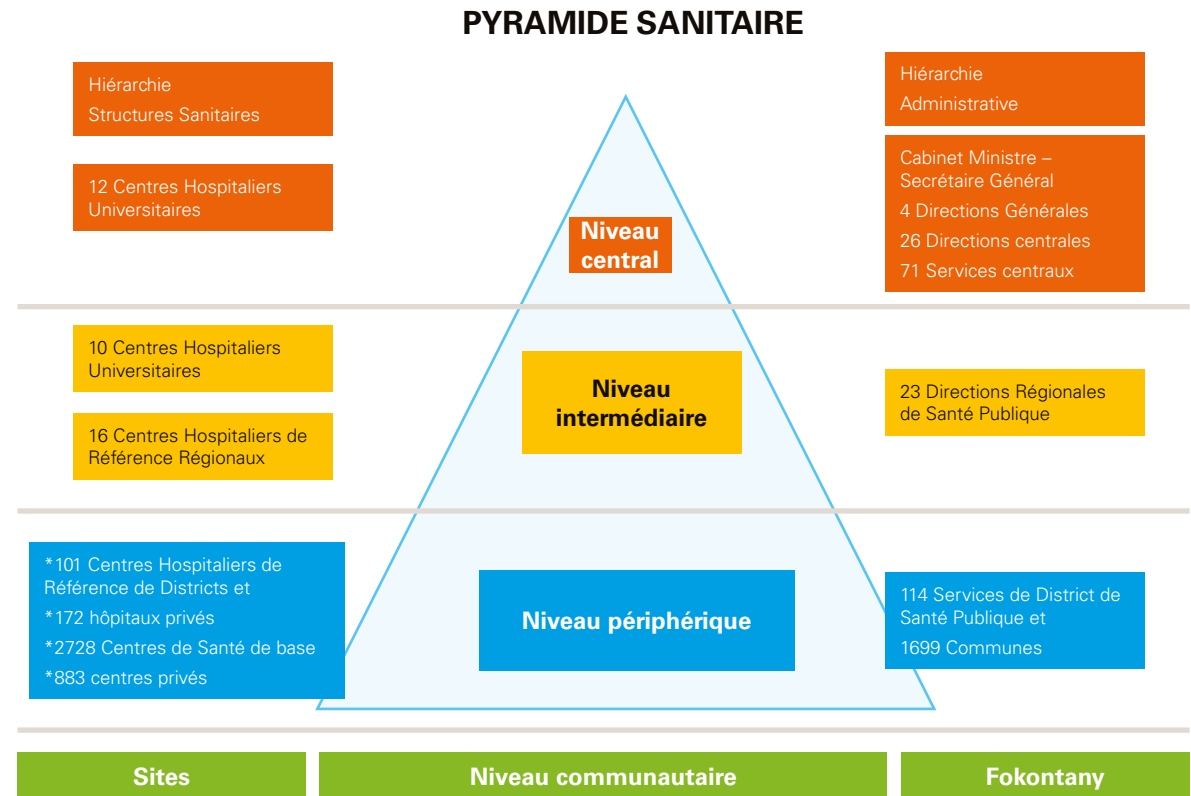 PYRAMIDE SANITAIRE
Hiérarchie
Structures Sanitaires
12 Centres Hospitaliers
Universitaires
Niveau
central
Hiérarchie
Administrative
Cabinet Ministre –
Secrétaire Général
4 Directions Générales
26 Directions centrales
71 Services centraux
10 Centres Hospitaliers
Universitaires
16 Centres Hospitaliers de
Référence Régionaux
Niveau
intermédiaire
23 Directions Régionales
de Santé Publique
*101 Centres Hospitaliers de
Référence de Districts et
*172 hôpitaux privés
*2728 Centres de Santé de base
*883 centres privés
Niveau périphérique
114 Services de District de
Santé Publique et
1699 Communes
Sites
Niveau communautaire
Fokontany